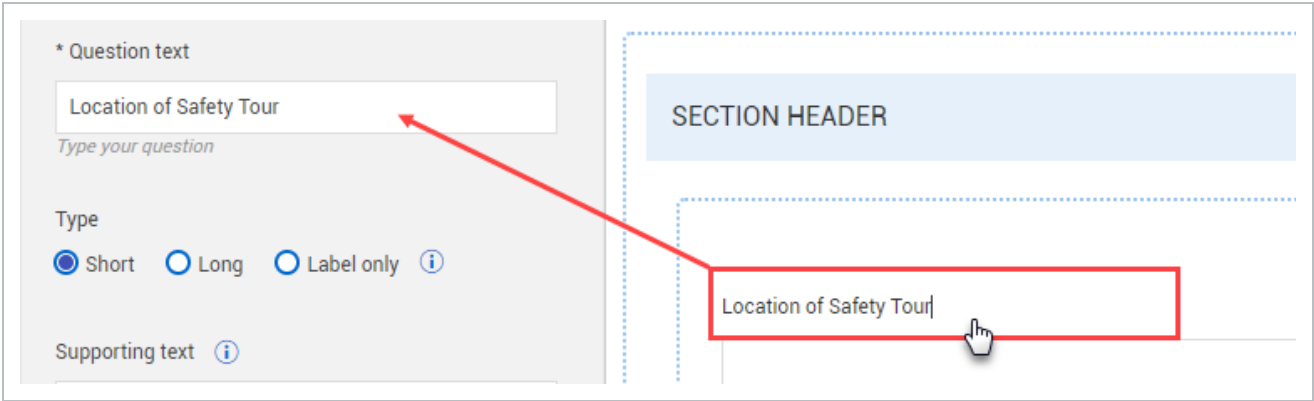 * Question text
Location of Safety Tour
Type your question
Type
Short Long Label only i
Supporting text i
SECTION HEADER
Location of Safety Tour